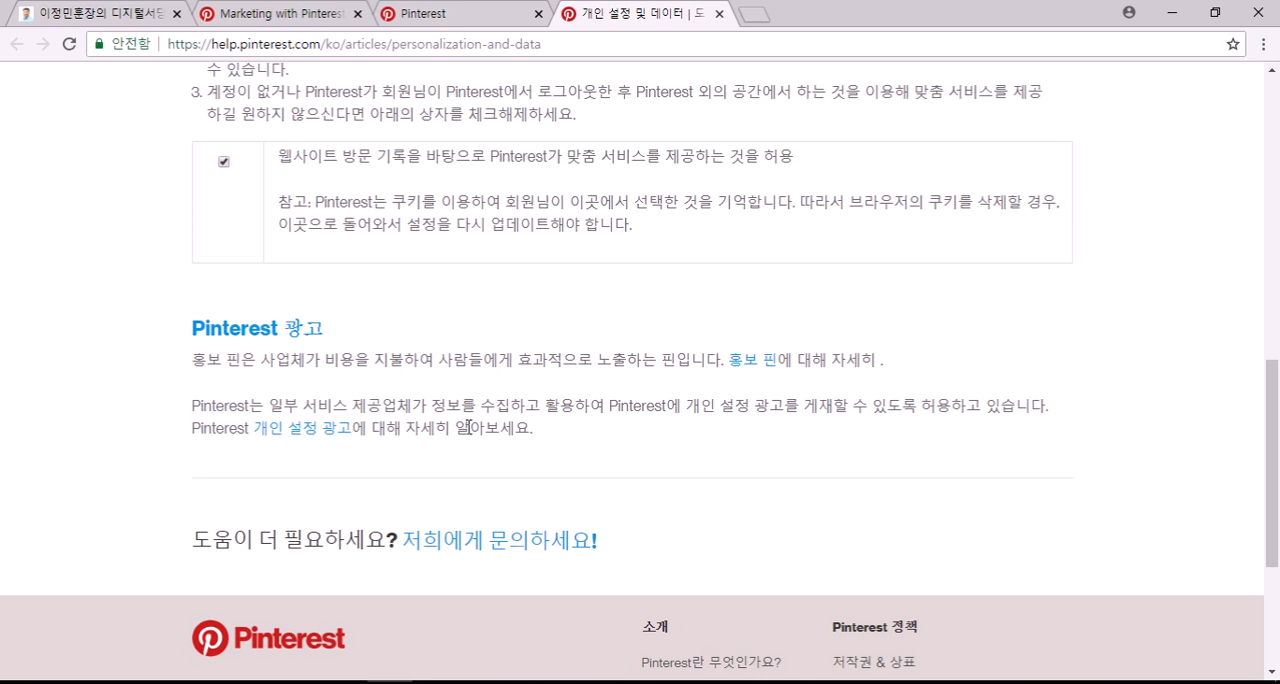 이정민훈장의 디지털서당
Marketing with Pinterest
Pinterest
개인 설정 및 데이터 | 도
안전함
https://help.pinterest.com/ko/articles/personalization-and-data
수 있습니다.
3. 계정이 없거나 Pinterest가 회원님이 Pinterest에서 로그아웃한 후 Pinterest 외의 공간에서 하는 것을 이용해 맞춤 서비스를 제공
하길 원하지 않으신다면 아래의 상자를 체크해제하세요.
웹사이트 방문 기록을 바탕으로 Pinterest가 맞춤 서비스를 제공하는 것을 허용
참고: Pinterest는 쿠키를 이용하여 회원님이 이곳에서 선택한 것을 기억합니다. 따라서 브라우저의 쿠키를 삭제할 경우,
이곳으로 돌어와서 설정을 다시 업데이트해야 합니다.
Pinterest 광고
홍보 핀은 사업체가 비용을 지불하여 사람들에게 효과적으로 노출하는 핀입니다. 홍보 핀에 대해 자세히 .
Pinterest는 일부 서비스 제공업체가 정보를 수집하고 활용하여 Pinterest에 개인 설정 광고를 게재할 수 있도록 허용하고 있습니다.
Pinterest 개인 설정 광고에 대해 자세히 알아보세요.
도움이 더 필요하세요? 저희에게 문의하세요!
Pinterest
소개
Pinterest 정책
Pinterest란 무엇인가요?
저작권 & 상표